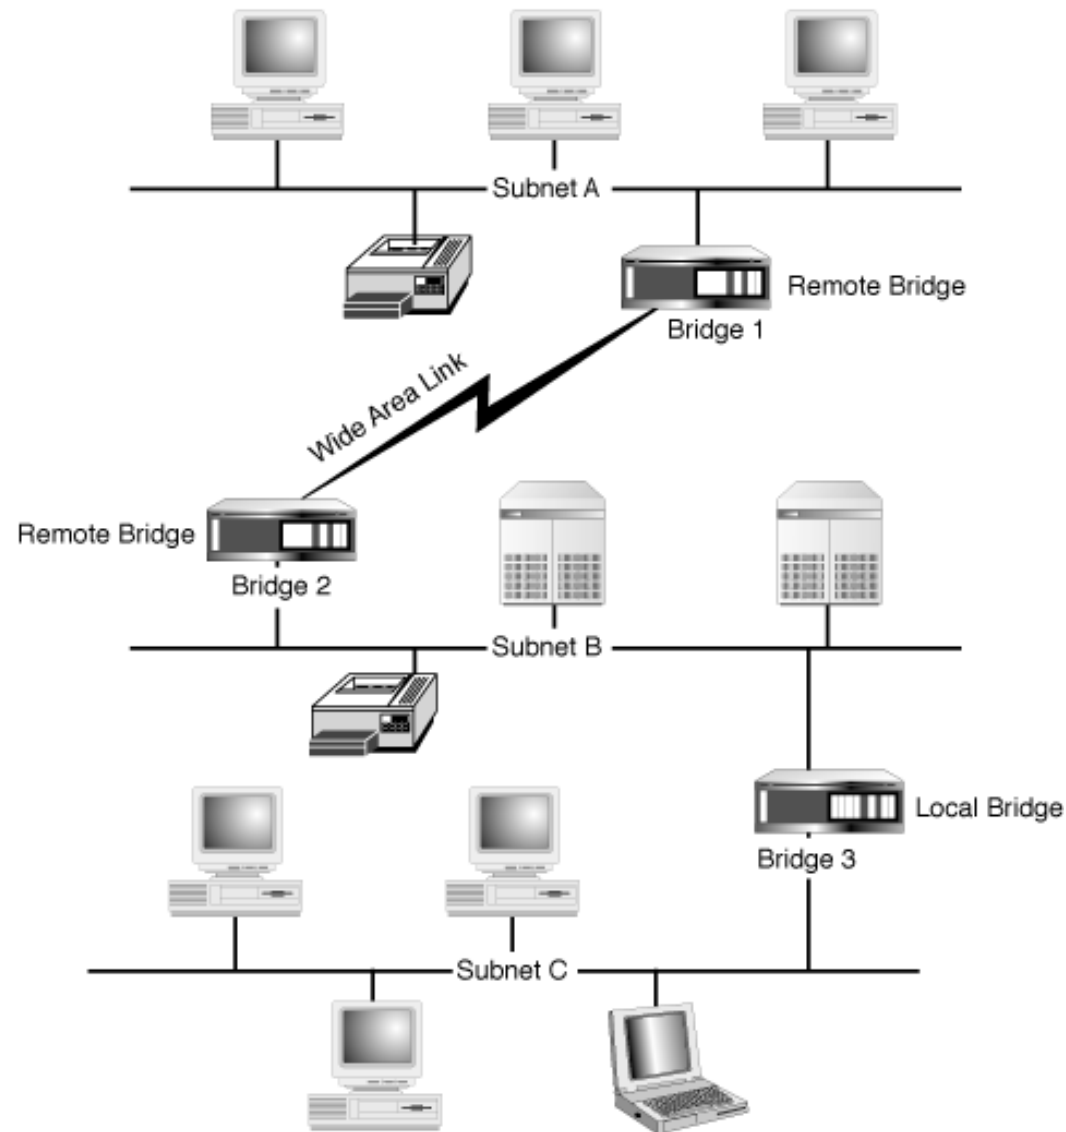 Subnet A
Remote Bridge
Bridge 1
Wide Area Link
Remote Bridge
Bridge 2
Subnet B
Local Bridge
Bridge 3
Subnet C